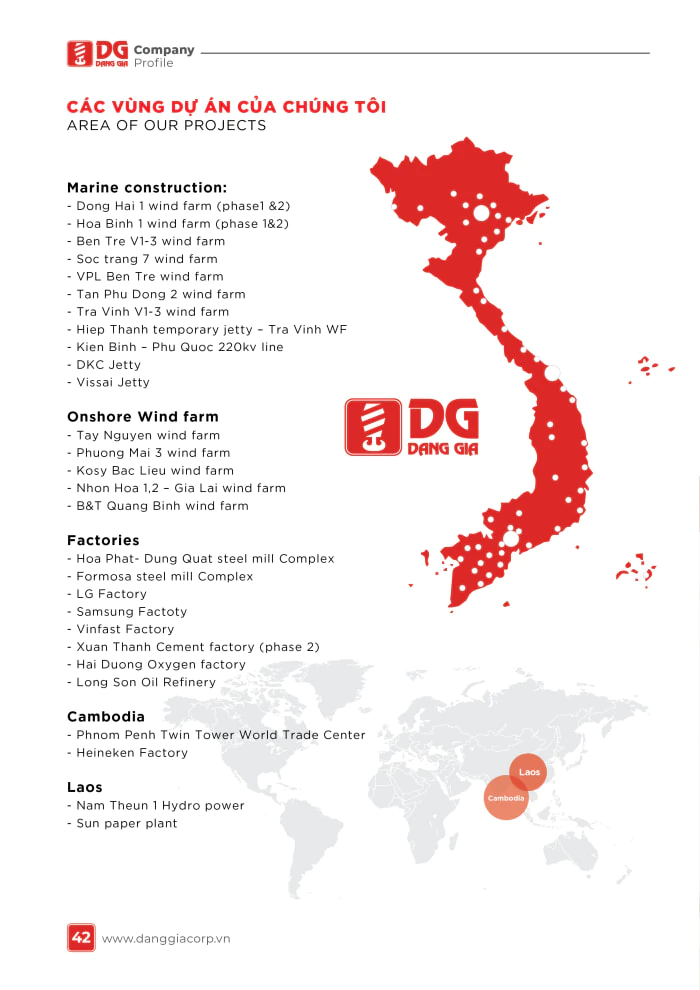 DG
DANG GIA
Company
Profile
CÁC VÙNG DỰ ÁN CỦA CHÚNG TÔI
AREA OF OUR PROJECTS
Marine construction:
- Dong Hai 1 wind farm (phase1 &2)
- Hoa Binh 1 wind farm (phase 1&2)
- Ben Tre V1-3 wind farm
- Soc trang 7 wind farm
- VPL Ben Tre wind farm
- Tan Phu Dong 2 wind farm
- Tra Vinh V1-3 wind farm
- Hiep Thanh temporary jetty – Tra Vinh WF
- Kien Binh – Phu Quoc 220kv line
- DKC Jetty
- Vissai Jetty
Onshore Wind farm
- Tay Nguyen wind farm
- Phuong Mai 3 wind farm
- Kosy Bac Lieu wind farm
- Nhon Hoa 1,2 – Gia Lai wind farm
- B&T Quang Binh wind farm
DG
DANG GIA
Factories
- Hoa Phat- Dung Quat steel mill Complex
- Formosa steel mill Complex
- LG Factory
- Samsung Factoty
- Vinfast Factory
- Xuan Thanh Cement factory (phase 2)
- Hai Duong Oxygen factory
- Long Son Oil Refinery
Cambodia
- Phnom Penh Twin Tower World Trade Center
- Heineken Factory
Laos
- Nam Theun 1 Hydro power
- Sun paper plant
Laos
Cambodia
42
www.danggiacorp.vn